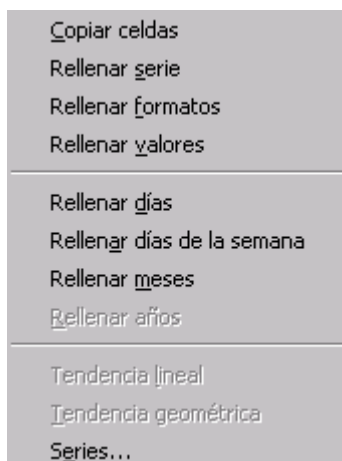 Copiar celdas
Rellenar serie
Rellenar formatos
Rellenar valores
Rellenar días
Rellenar días de la semana
Rellenar meses
Rellenar años
Tendencia lineal
Tendencia geométrica
Series...